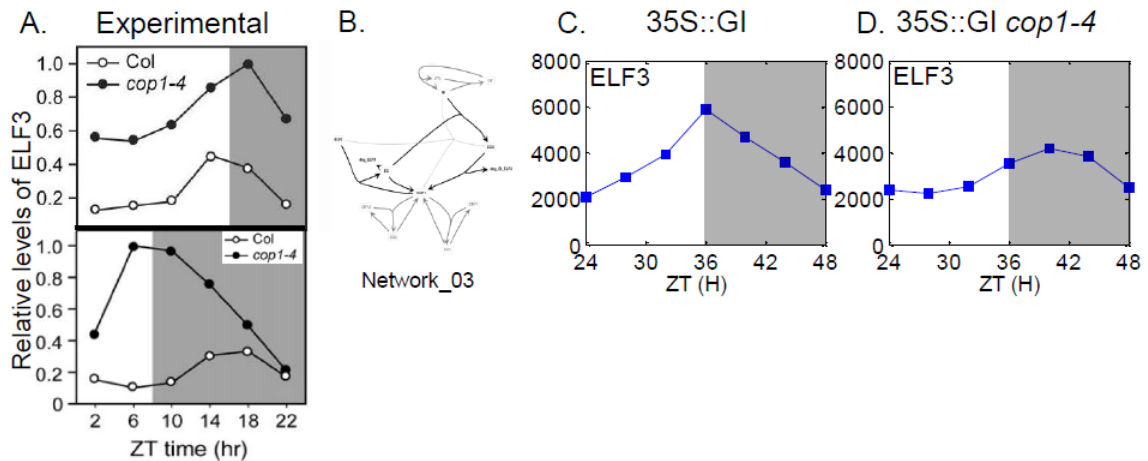 A. Experimental
Relative levels of ELF3
1.0
0.8
0.6
0.4
0.2
Col
cop1-4
1.0
0.8
0.6
0.4
0.2
0
Col
cop1-4
2 6 10 14 18 22
ZT time (hr)
B.
Network_03
C. 35S::GI
ELF3
8000
6000
4000
2000
0
24 30 36 42 48
ZT (H)
D. 35S::GI cop1-4
ELF3
8000
6000
4000
2000
0
24 30 36 42 48
ZT (H)